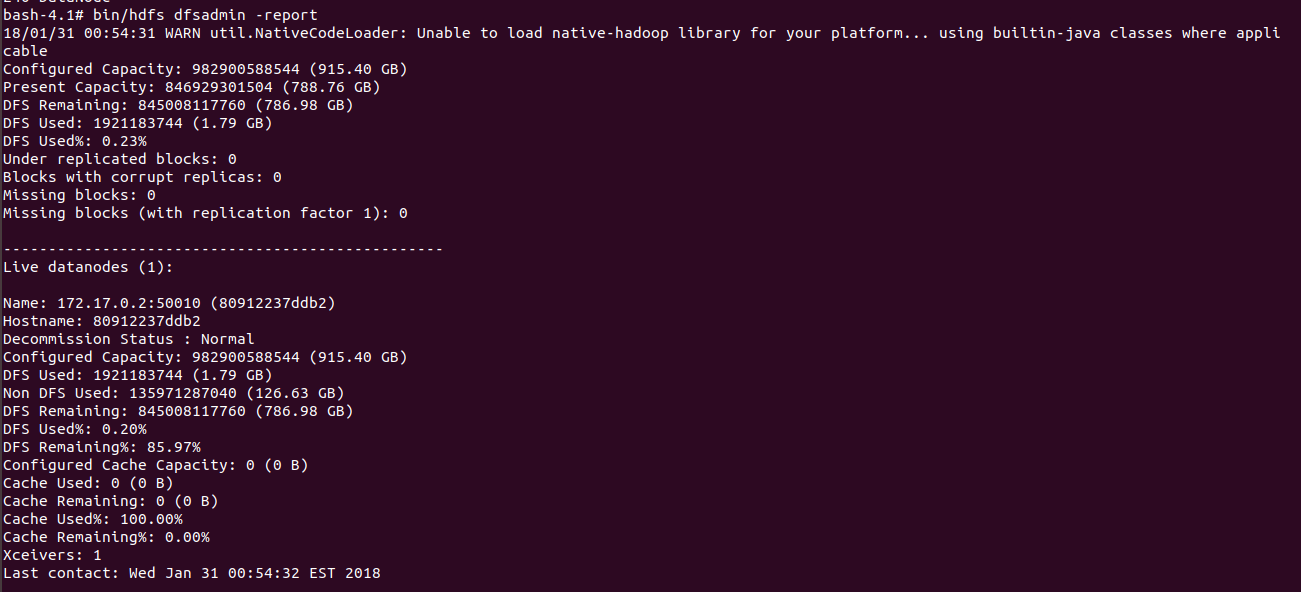 bash-4.1# bin/hdfs dfsadmin -report
18/01/31 00:54:31 WARN util.NativeCodeLoader: Unable to load native-hadoop library for your platform... using builtin-java classes where appli
cable
Configured Capacity: 982900588544 (915.40 GB)
Present Capacity: 846929301504 (788.76 GB)
DFS Remaining: 845008117760 (786.98 GB)
DFS Used: 1921183744 (1.79 GB)
DFS Used%: 0.23%
Under replicated blocks: 0
Blocks with corrupt replicas: 0
Missing blocks: 0
Missing blocks (with replication factor 1): 0
-------------------------------------------------
Live datanodes (1):
Name: 172.17.0.2:50010 (80912237ddb2)
Hostname: 80912237ddb2
Decommission Status : Normal
Configured Capacity: 982900588544 (915.40 GB)
DFS Used: 1921183744 (1.79 GB)
Non DFS Used: 135971287040 (126.63 GB)
DFS Remaining: 845008117760 (786.98 GB)
DFS Used%: 0.20%
DFS Remaining%: 85.97%
Configured Cache Capacity: 0 (0 B)
Cache Used: 0 (0 B)
Cache Remaining: 0 (0 B)
Cache Used%: 100.00%
Cache Remaining%: 0.00%
Xceivers: 1
Last contact: Wed Jan 31 00:54:32 EST 2018